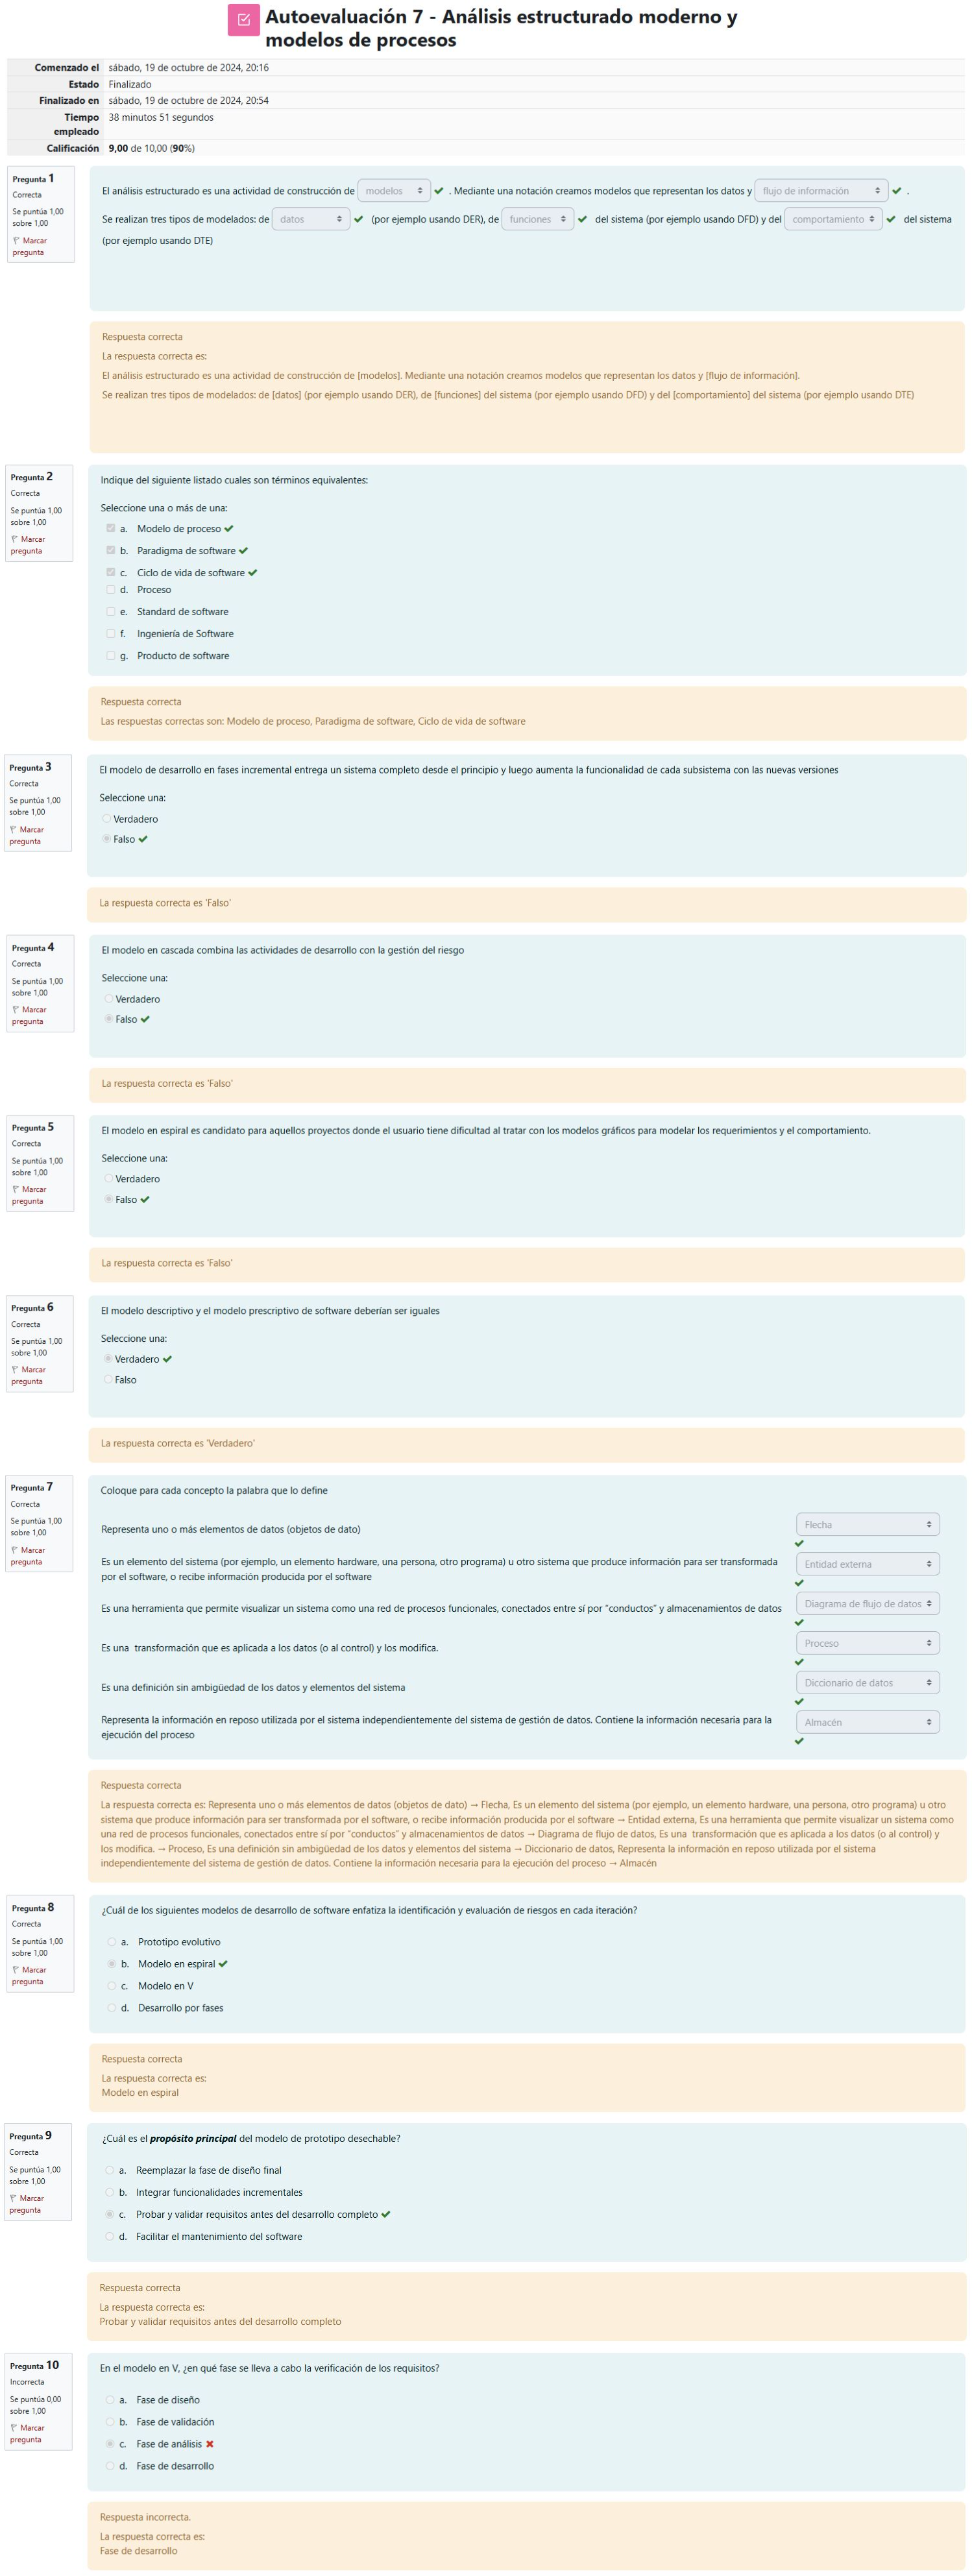 Autoevaluación 7 - Análisis estructurado moderno y
modelos de procesos
Comenzado el sábado, 19 de octubre de 2024, 20:16
Estado Finalizado
Finalizado en sábado, 19 de octubre de 2024, 20:54
Tiempo empleado 38 minutos 51 segundos
Calificación 9,00 de 10,00 (90%)
Pregunta 1
Correcta
Se puntúa 1,00
sobre 1,00
Marcar
pregunta
El análisis estructurado es una actividad de construcción de modelos . Mediante una notación creamos modelos que representan los datos y flujo de información .
Se realizan tres tipos de modelados: de datos (por ejemplo usando DER), de funciones del sistema (por ejemplo usando DFD) y del comportamiento del sistema
(por ejemplo usando DTE)
Respuesta correcta
La respuesta correcta es:
El análisis estructurado es una actividad de construcción de [modelos]. Mediante una notación creamos modelos que representan los datos y [flujo de información].
Se realizan tres tipos de modelados: de [datos] (por ejemplo usando DER), de [funciones] del sistema (por ejemplo usando DFD) y del [comportamiento] del sistema (por ejemplo usando DTE)
Pregunta 2
Correcta
Se puntúa 1,00
sobre 1,00
Marcar
pregunta
Indique del siguiente listado cuales son términos equivalentes:
Seleccione una o más de una:
a. Modelo de proceso
b. Paradigma de software
c. Ciclo de vida de software
d. Proceso
e. Standard de software
f. Ingeniería de Software
g. Producto de software
Respuesta correcta
Las respuestas correctas son: Modelo de proceso, Paradigma de software, Ciclo de vida de software
Pregunta 3
Correcta
Se puntúa 1,00
sobre 1,00
Marcar
pregunta
El modelo de desarrollo en fases incremental entrega un sistema completo desde el principio y luego aumenta la funcionalidad de cada subsistema con las nuevas versiones
Seleccione una:
Verdadero
Falso
La respuesta correcta es 'Falso'
Pregunta 4
Correcta
Se puntúa 1,00
sobre 1,00
Marcar
pregunta
El modelo en cascada combina las actividades de desarrollo con la gestión del riesgo
Seleccione una:
Verdadero
Falso
La respuesta correcta es 'Falso'
Pregunta 5
Correcta
Se puntúa 1,00
sobre 1,00
Marcar
pregunta
El modelo en espiral es candidato para aquellos proyectos donde el usuario tiene dificultad al tratar con los modelos gráficos para modelar los requerimientos y el comportamiento.
Seleccione una:
Verdadero
Falso
La respuesta correcta es 'Falso'
Pregunta 6
Correcta
Se puntúa 1,00
sobre 1,00
Marcar
pregunta
El modelo descriptivo y el modelo prescriptivo de software deberían ser iguales
Seleccione una:
Verdadero
Falso
La respuesta correcta es 'Verdadero'
Pregunta 7
Correcta
Se puntúa 1,00
sobre 1,00
Marcar
pregunta
Coloque para cada concepto la palabra que lo define
Representa uno o más elementos de datos (objetos de dato) Flecha
Es un elemento del sistema (por ejemplo, un elemento hardware, una persona, otro programa) u otro sistema que produce información para ser transformada
por el software, o recibe información producida por el software Entidad externa
Es una herramienta que permite visualizar un sistema como una red de procesos funcionales, conectados entre sí por "conductos" y almacenamientos de datos Diagrama de flujo de datos
Es una transformación que es aplicada a los datos (o al control) y los modifica. Proceso
Es una definición sin ambigüedad de los datos y elementos del sistema Diccionario de datos
Representa la información en reposo utilizada por el sistema independientemente del sistema de gestión de datos. Contiene la información necesaria para la
ejecución del proceso Almacén
Respuesta correcta
La respuesta correcta es: Representa uno o más elementos de datos (objetos de dato) → Flecha, Es un elemento del sistema (por ejemplo, un elemento hardware, una persona, otro programa) u otro
sistema que produce información para ser transformada por el software, o recibe información producida por el software → Entidad externa, Es una herramienta que permite visualizar un sistema como
una red de procesos funcionales, conectados entre sí por "conductos" y almacenamientos de datos → Diagrama de flujo de datos, Es una transformación que es aplicada a los datos (o al control) y
los modifica. → Proceso, Es una definición sin ambigüedad de los datos y elementos del sistema → Diccionario de datos, Representa la información en reposo utilizada por el sistema
independientemente del sistema de gestión de datos. Contiene la información necesaria para la ejecución del proceso → Almacén
Pregunta 8
Correcta
Se puntúa 1,00
sobre 1,00
Marcar
pregunta
¿Cuál de los siguientes modelos de desarrollo de software enfatiza la identificación y evaluación de riesgos en cada iteración?
a. Prototipo evolutivo
b. Modelo en espiral
c. Modelo en V
d. Desarrollo por fases
Respuesta correcta
La respuesta correcta es:
Modelo en espiral
Pregunta 9
Correcta
Se puntúa 1,00
sobre 1,00
Marcar
pregunta
¿Cuál es el propósito principal del modelo de prototipo desechable?
a. Reemplazar la fase de diseño final
b. Integrar funcionalidades incrementales
c. Probar y validar requisitos antes del desarrollo completo
d. Facilitar el mantenimiento del software
Respuesta correcta
La respuesta correcta es:
Probar y validar requisitos antes del desarrollo completo
Pregunta 10
Incorrecta
Se puntúa 0,00
sobre 1,00
Marcar
pregunta
En el modelo en V, ¿en qué fase se lleva a cabo la verificación de los requisitos?
a. Fase de diseño
b. Fase de validación
c. Fase de análisis
d. Fase de desarrollo
Respuesta incorrecta.
La respuesta correcta es:
Fase de desarrollo